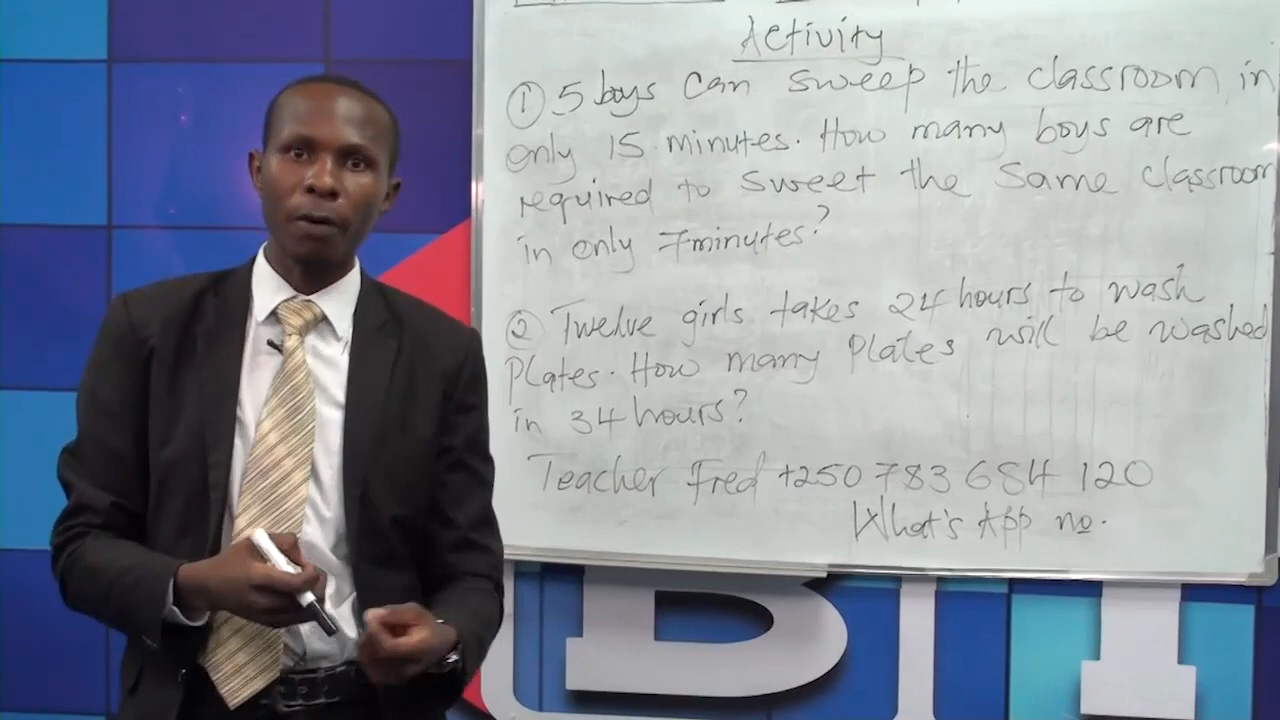 Activity
① 5 boys can sweep the classroom in
only 15 minutes. How many boys are
required to sweet the same classroom
in only 7minutes?
② Twelve girls takes 24 hours to wash
Plates. How many Plates will be washed
in 34 hours?
Teacher Fred +250 783 684 120
What's App no.